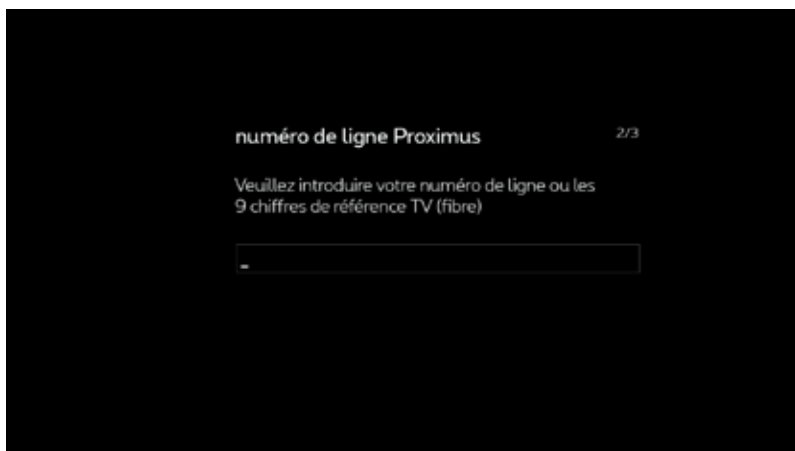 numéro de ligne Proximus 2/3
Veuillez introduire votre numéro de ligne ou les
9 chiffres de référence TV (fibre)